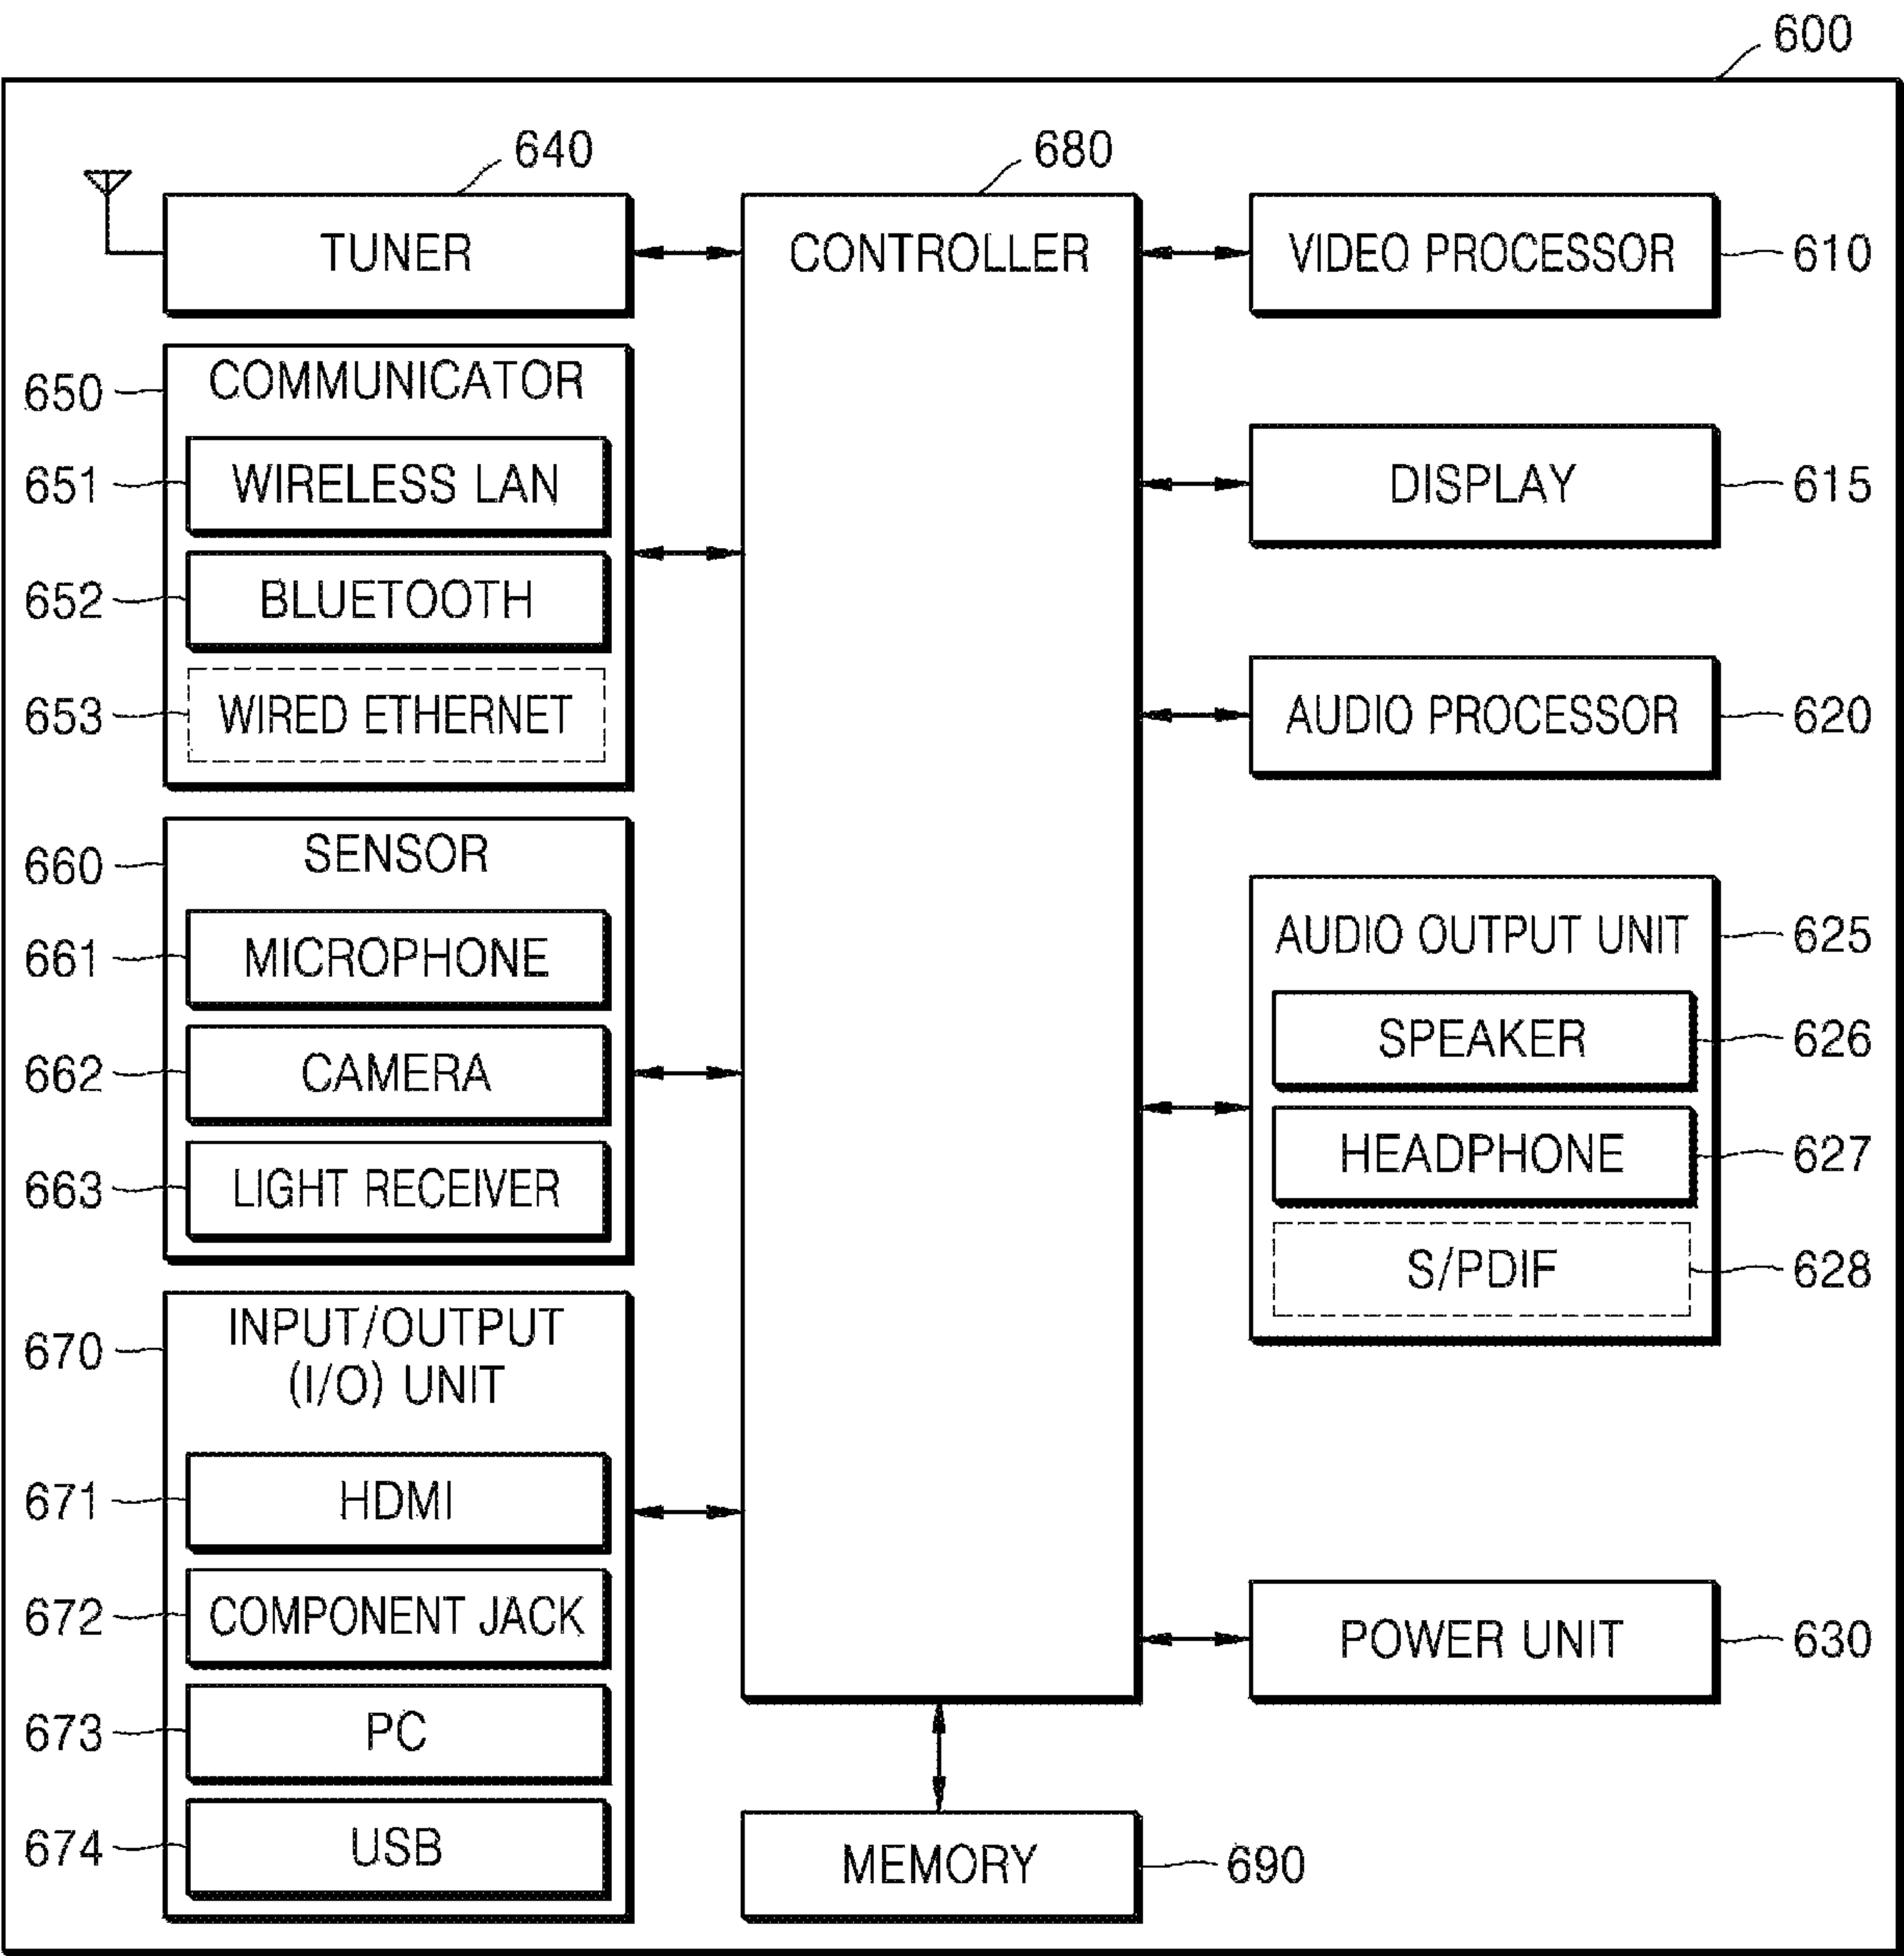 600
640
TUNER
650
COMMUNICATOR
651
WIRELESS LAN
652
BLUETOOTH
653
WIRED ETHERNET
660
SENSOR
661
MICROPHONE
662
CAMERA
663
LIGHT RECEIVER
670
INPUT/OUTPUT
(I/O) UNIT
671
HDMI
672
COMPONENT JACK
673
PC
674
USB
680
CONTROLLER
MEMORY
690
VIDEO PROCESSOR
610
DISPLAY
615
AUDIO PROCESSOR
620
AUDIO OUTPUT UNIT
625
SPEAKER
626
HEADPHONE
627
S/PDIF
628
POWER UNIT
630